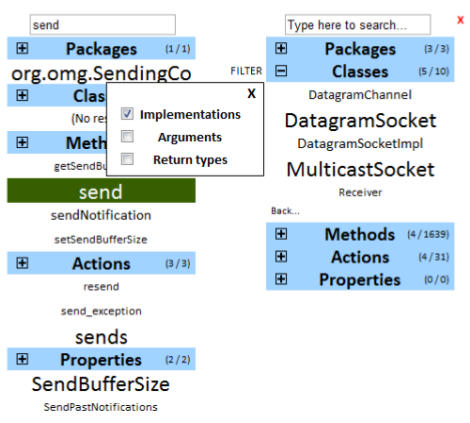 send
Packages (1/1)
org.omg.SendingCo
FILTER
Clas
X
Implementations
Arguments
Return types
(No re
Meth
getSendBu
send
sendNotification
setSendBufferSize
Actions (3/3)
resend
send_exception
sends
Properties (2/2)
SendBufferSize
SendPastNotifications
Type here to search...
x
Packages (3/3)
Classes (5/10)
DatagramChannel
DatagramSocket
DatagramSocketImpl
MulticastSocket
Receiver
Back...
Methods (4/1639)
Actions (4/31)
Properties (0/0)